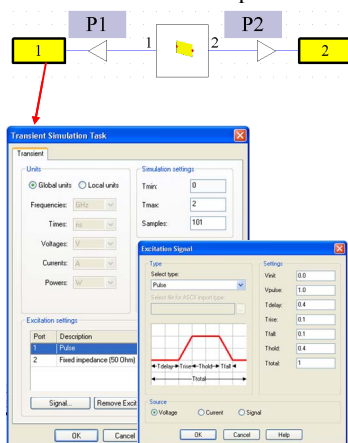 P1 P2
1 1 2 2
Transient Simulation Task
Transient
Units
Global units Local units
Frequencies: GHz
Times: ns
Voltages: V
Currents: A
Powers: W
Simulation settings
Tmin: 0
Tmax: 2
Samples: 101
Excitation settings
Port Description
1 Pulse
2 Fixed impedance (50 Ohm)
Signal... Remove Excit
OK Cancel
Excitation Signal
Type
Select type:
Pulse
Select file for ASCII import type:
Tdelay Trise Thold Tfall
Ttotal
Settings
Vinit: 0.0
Vpulse: 1.0
Tdelay: 0.4
Trise: 0.1
Tfall: 0.1
Thold: 0.4
Ttotal: 1
Source
Voltage Current Signal
OK Cancel Help